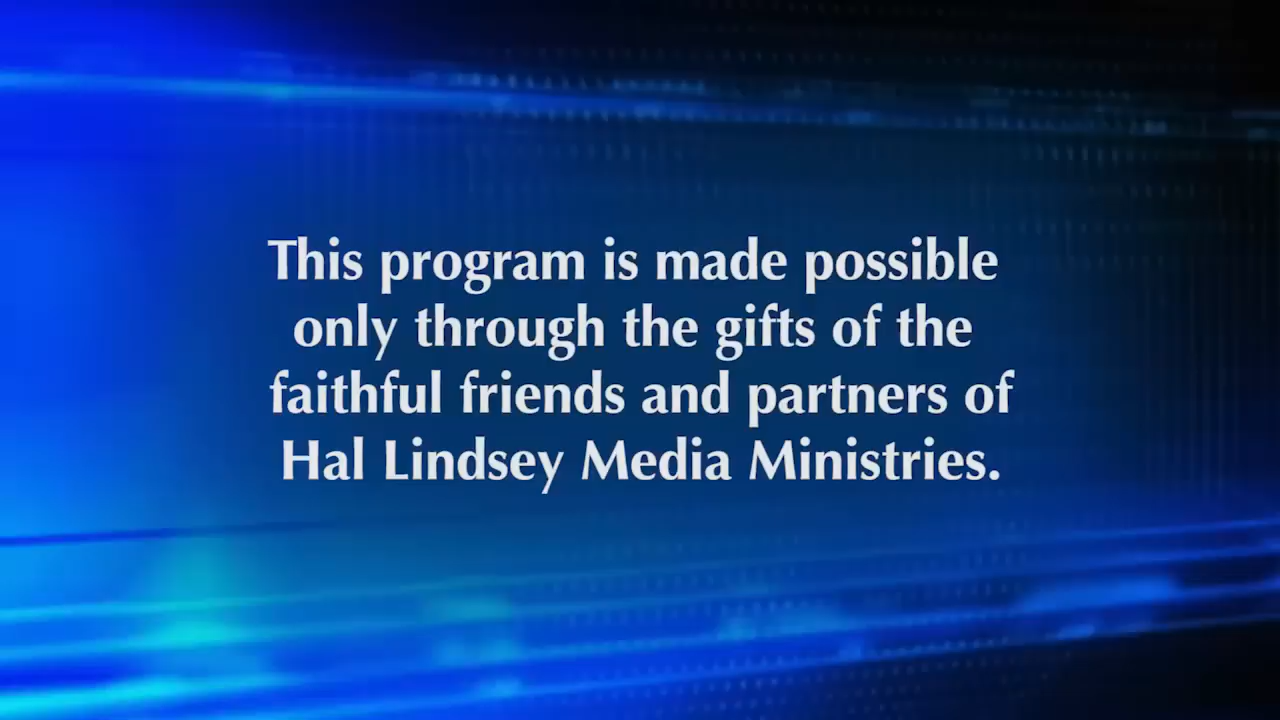 This program is made possible
only through the gifts of the
faithful friends and partners of
Hal Lindsey Media Ministries.